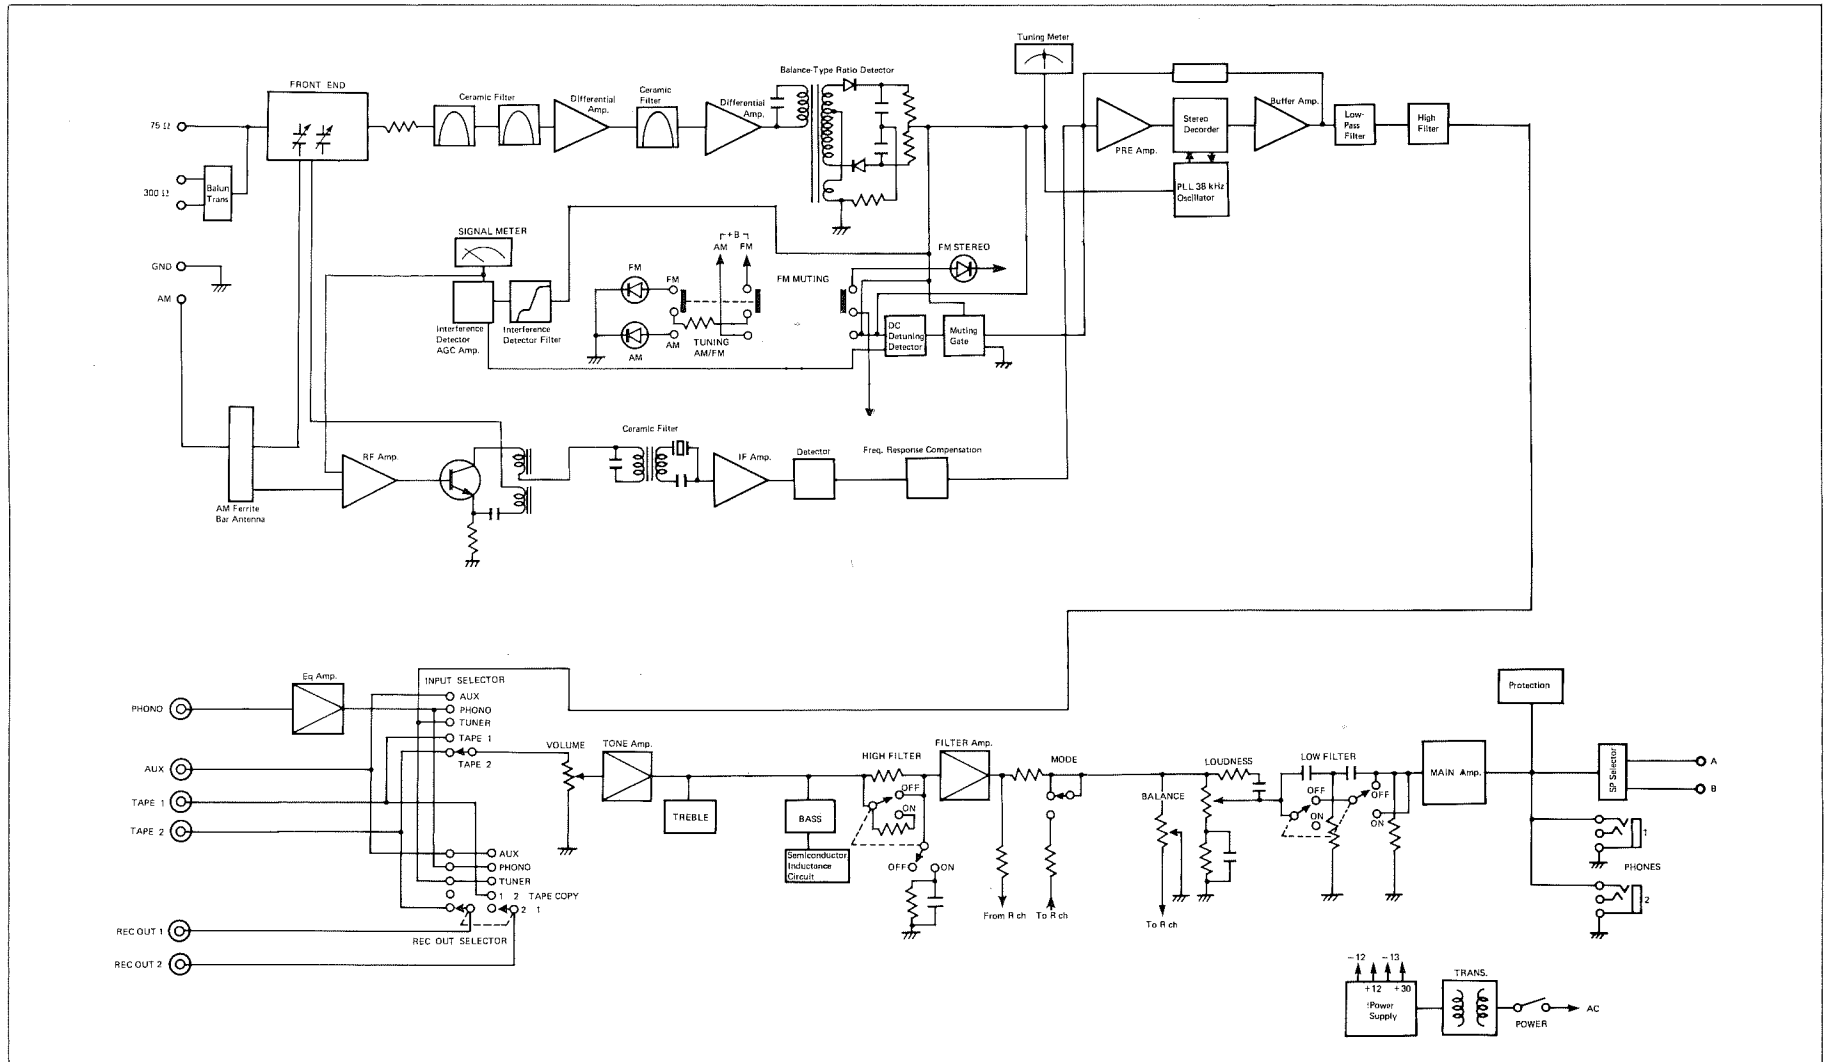 Tuning Meter
Balance-Type Ratio Detector
FRONT END
Ceramic Filter
Differential
Amp.
Ceramic
Filter
Differential
Amp.
Buffer Amp.
75 Ω
Stereo
Decorder
Low-
Pass
Filter
High
Filter
PRE Amp.
300 Ω
Balun
Trans
PLL 38 kHz
Oscillator
SIGNAL METER
+B
AM FM
FM STEREO
GND
FM
FM
FM MUTING
AM
Interference
Detector
AGC Amp.
Interference
Detector Filter
AM
AM
TUNING
AM/FM
DC
Detuning
Detector
Muting
Gate
Ceramic Filter
RF Amp.
IF Amp.
Detector
Freq. Response Compensation
AM Ferrite
Bar Antenna
Eq Amp.
INPUT SELECTOR
AUX
PHONO
PHONO
TUNER
TAPE 1
TAPE 2
VOLUME
TONE Amp.
HIGH FILTER
FILTER Amp.
MODE
LOUDNESS
LOW FILTER
MAIN Amp.
Protection
SP Selector
A
B
AUX
TAPE 1
TAPE 2
TREBLE
BASS
Semiconductor
Inductance
Circuit
OFF
ON
OFF
ON
BALANCE
OFF
ON
OFF
ON
1
PHONES
2
AUX
PHONO
TUNER
1 2 TAPE COPY
2 1
REC OUT 1
REC OUT SELECTOR
REC OUT 2
From R ch
To R ch
To R ch
-12 -13
+12 +30
Power
Supply
TRANS.
POWER
AC